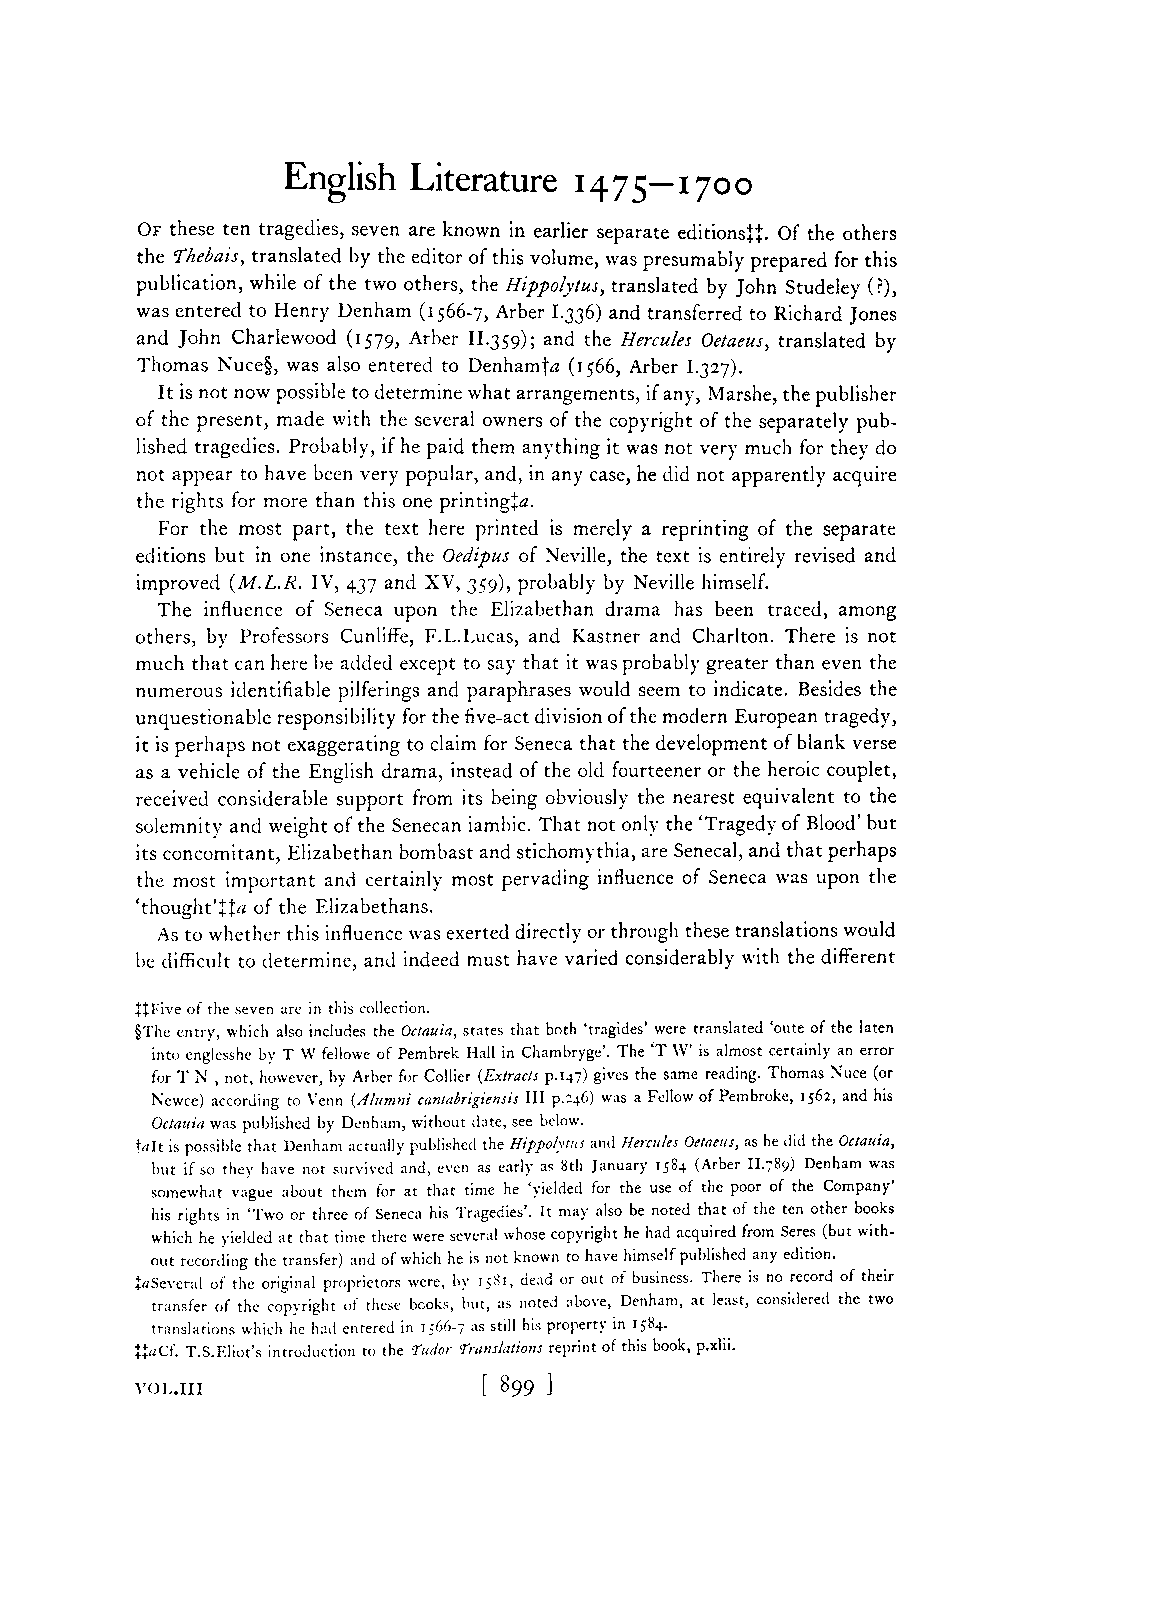 English Literature 1475—1700
OF these ten tragedies, seven are known in earlier separate editions‡‡. Of the others
the Thebais, translated by the editor of this volume, was presumably prepared for this
publication, while of the two others, the Hippolytus, translated by John Studeley (?),
was entered to Henry Denham (1566-7, Arber I.336) and transferred to Richard Jones
and John Charlewood (1579, Arber II.359); and the Hercules Oetaeus, translated by
Thomas Nuce§, was also entered to Denham†a (1566, Arber I.327).
It is not now possible to determine what arrangements, if any, Marshe, the publisher
of the present, made with the several owners of the copyright of the separately pub-
lished tragedies. Probably, if he paid them anything it was not very much for they do
not appear to have been very popular, and, in any case, he did not apparently acquire
the rights for more than this one printing‡a.
For the most part, the text here printed is merely a reprinting of the separate
editions but in one instance, the Oedipus of Neville, the text is entirely revised and
improved (M.L.R. IV, 437 and XV, 359), probably by Neville himself.
The influence of Seneca upon the Elizabethan drama has been traced, among
others, by Professors Cunliffe, F.L.Lucas, and Kastner and Charlton. There is not
much that can here be added except to say that it was probably greater than even the
numerous identifiable pilferings and paraphrases would seem to indicate. Besides the
unquestionable responsibility for the five-act division of the modern European tragedy,
it is perhaps not exaggerating to claim for Seneca that the development of blank verse
as a vehicle of the English drama, instead of the old fourteener or the heroic couplet,
received considerable support from its being obviously the nearest equivalent to the
solemnity and weight of the Senecan iambic. That not only the 'Tragedy of Blood' but
its concomitant, Elizabethan bombast and stichomythia, are Senecal, and that perhaps
the most important and certainly most pervading influence of Seneca was upon the
'thought'‡‡a of the Elizabethans.
As to whether this influence was exerted directly or through these translations would
be difficult to determine, and indeed must have varied considerably with the different
‡‡Five of the seven are in this collection.
§The entry, which also includes the Octauia, states that both 'tragides' were translated 'oute of the laten
into englesshe by T W fellowe of Pembrek Hall in Chambryge'. The 'T W' is almost certainly an error
for T N , not, however, by Arber for Collier (Extracts p.147) gives the same reading. Thomas Nuce (or
Newce) according to Venn (Alumni cantabrigiensis III p.246) was a Fellow of Pembroke, 1562, and his
Octauia was published by Denham, without date, see below.
†aIt is possible that Denham actually published the Hippolytus and Hercules Oetaeus, as he did the Octauia,
but if so they have not survived and, even as early as 8th January 1584 (Arber II.789) Denham was
somewhat vague about them for at that time he 'yielded for the use of the poor of the Company'
his rights in 'Two or three of Seneca his Tragedies'. It may also be noted that of the ten other books
which he yielded at that time there were several whose copyright he had acquired from Seres (but with-
out recording the transfer) and of which he is not known to have himself published any edition.
‡aSeveral of the original proprietors were, by 1581, dead or out of business. There is no record of their
transfer of the copyright of these books, but, as noted above, Denham, at least, considered the two
translations which he had entered in 1566-7 as still his property in 1584.
‡‡aCf. T.S.Eliot's introduction to the Tudor Translations reprint of this book, p.xlii.
VOL.III [ 899 ]